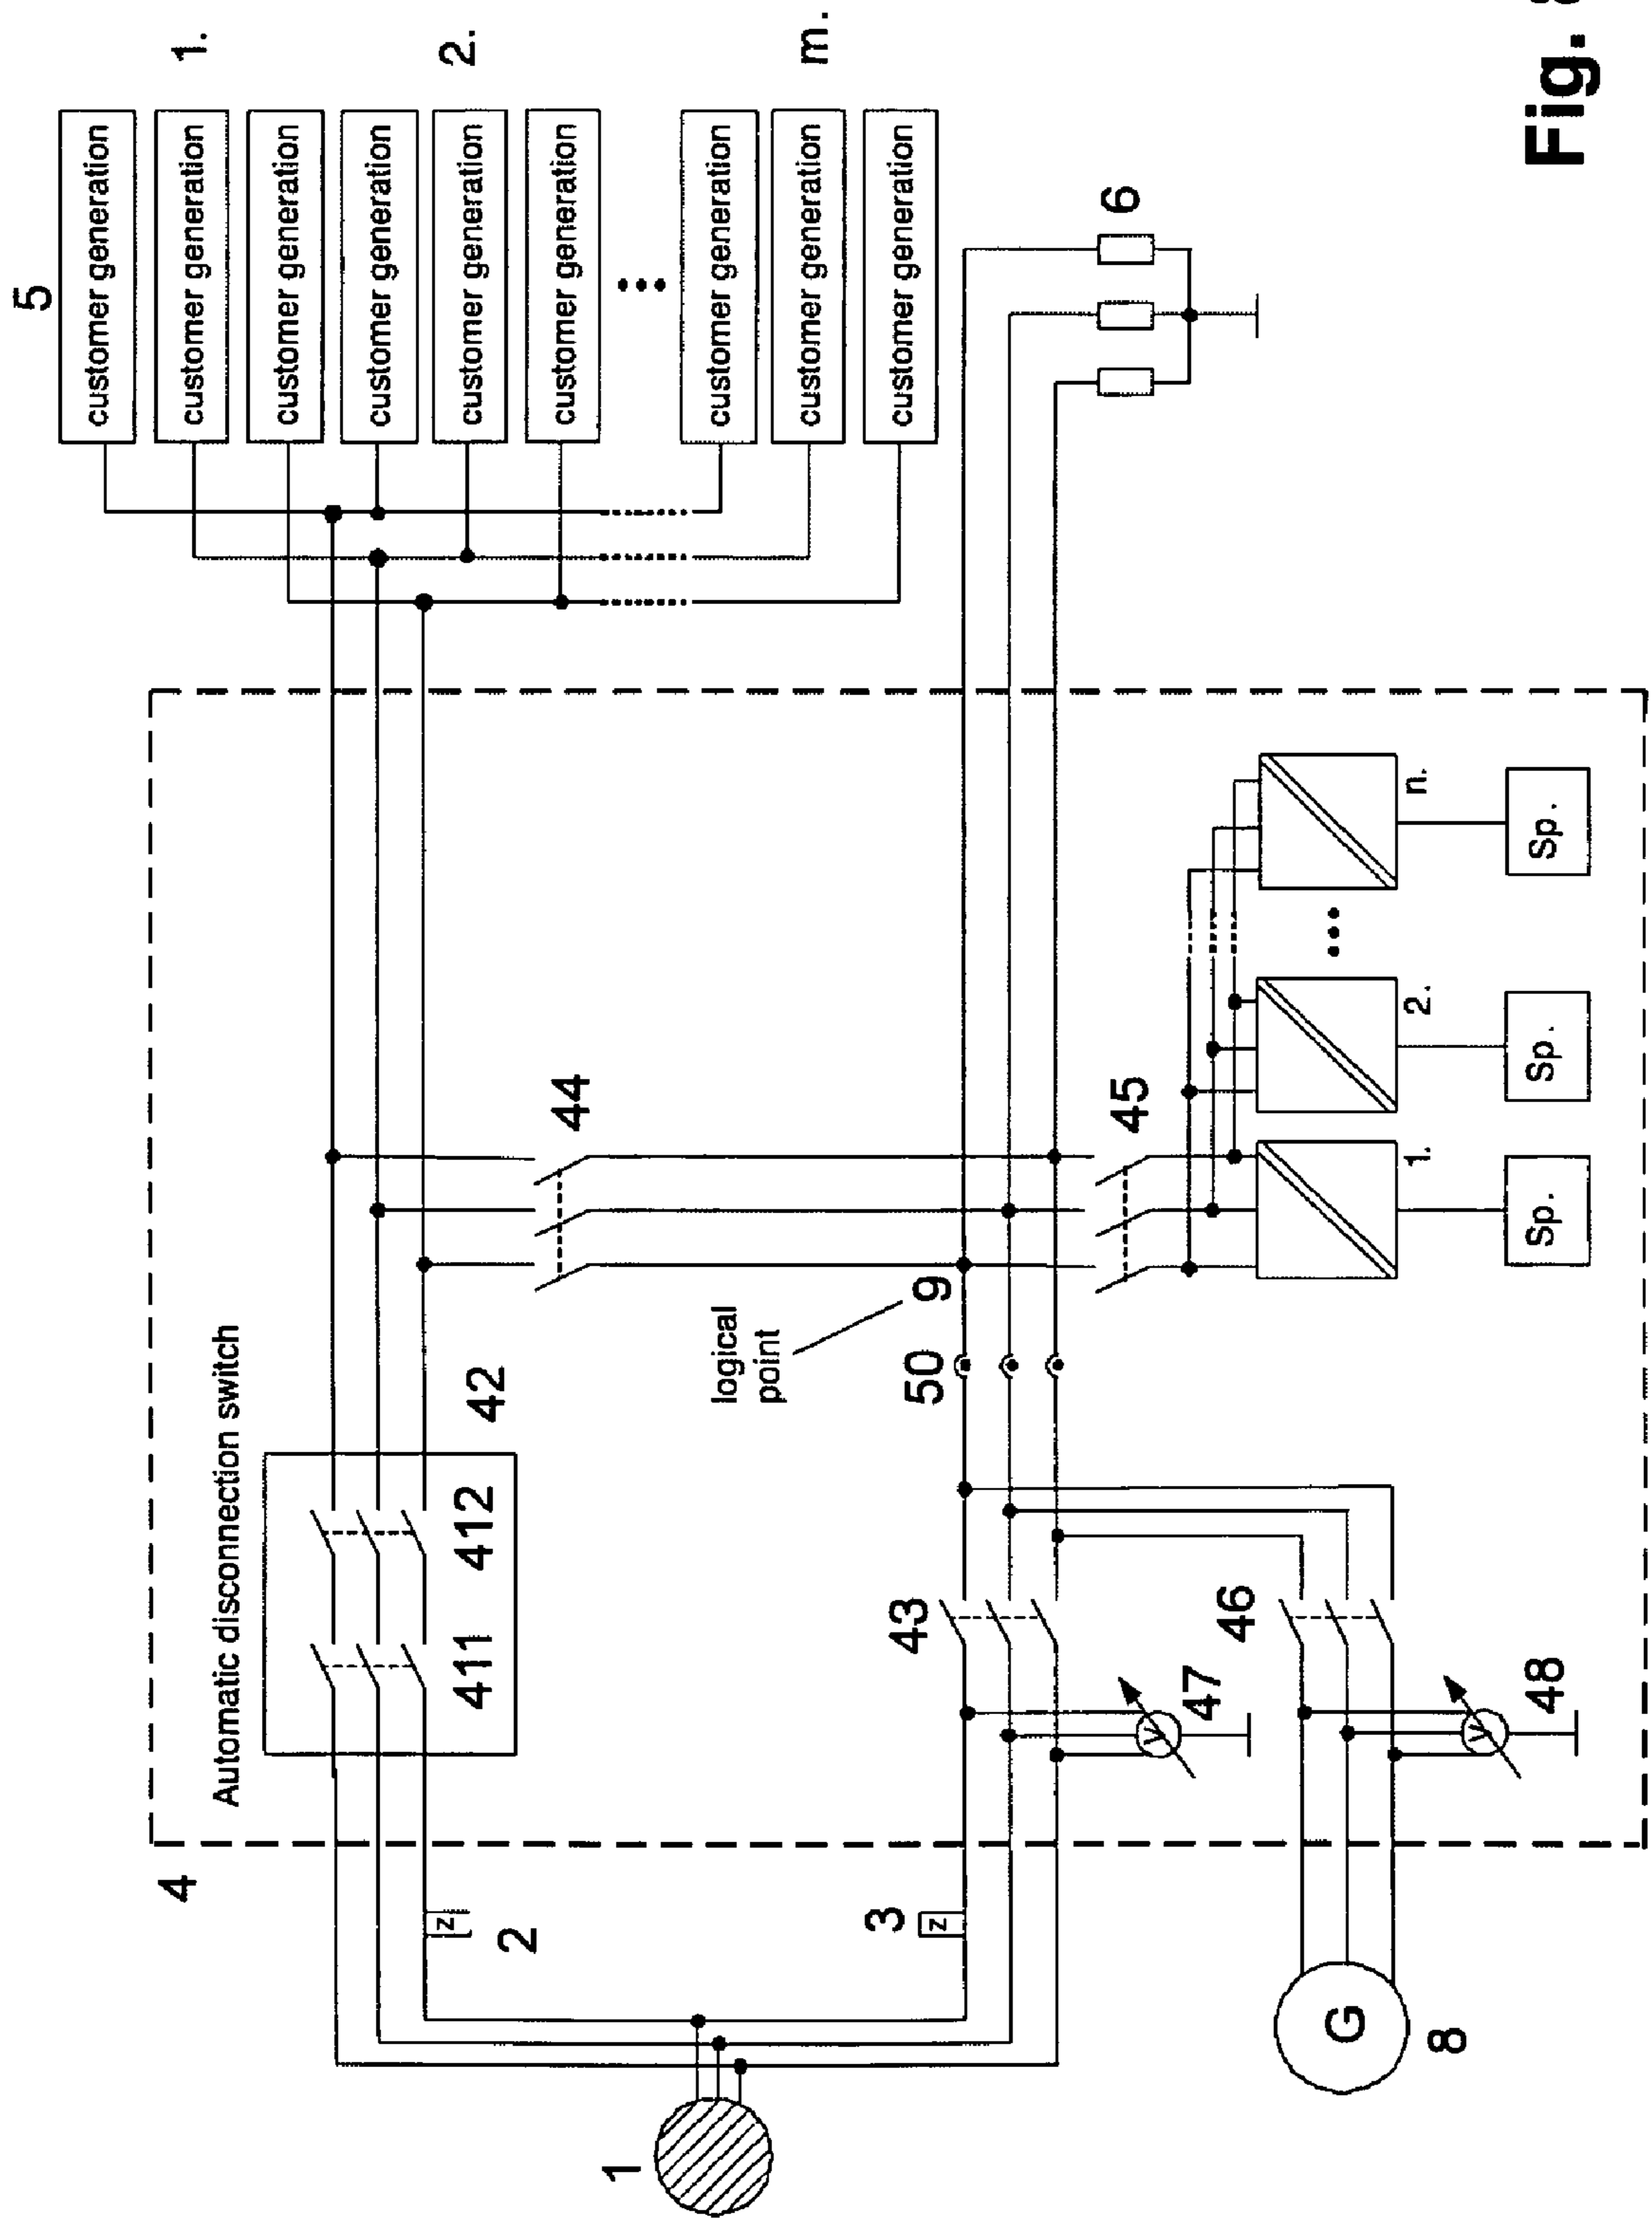 5
customer generation
customer generation 1.
customer generation
customer generation
customer generation 2.
customer generation
customer generation
customer generation m.
customer generation
4
Automatic disconnection switch
411 412 42
44
2
Z
logical
point
9
3
Z
43
50
6
47
V
45
1
46
1. 2. n.
G
8
V
48
Sp. Sp. Sp.
Fig.